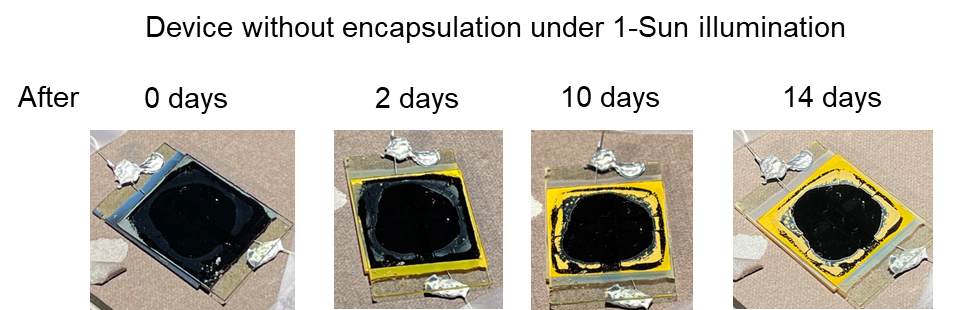 Device without encapsulation under 1-Sun illumination
After 0 days 2 days 10 days 14 days